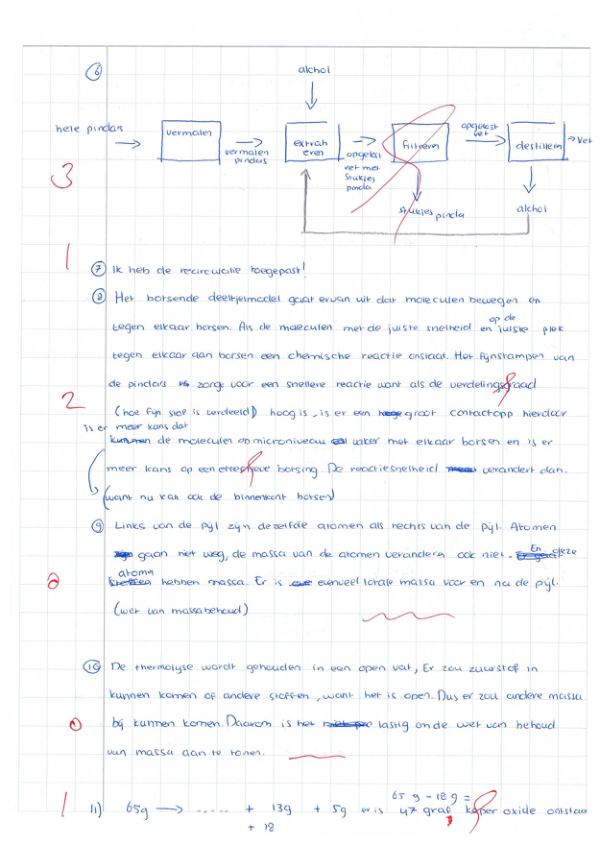 6
alchol
hele pindas
vermalen
vermalen pindas
extraheren
opgelost vet met stukjes pinda
filtreren
stukjes pinda
opgelost vet
destilleren
vet
alchol
3
1
7 Ik heb de recirculatie toegepast!
8 Het botsende deeltjelmodel gaat ervan uit dat moleculen bewegen en
tegen elkaar botsen. Als de moleculen met de juiste snelheid en op de juiste plek
tegen elkaar aan botsen een chemische reactie onstaat. Het fijnstampen van
de pinda's zorgt voor een snellere reactie want als de verdelingsgraad
2
(hoe fijn stof is verdeeld) hoog is, is er een groot contactopp hierdoor
is er meer kans dat
de moleculen op microniveau vaker met elkaar botsen en is er
meer kans op een effectieve botsing. De reactiesnelheid verandert dan.
(want nu kan ook de binnenkant botsen)
9 Links van de pijl zijn dezelfde atomen als rechts van de pijl. Atomen
gaan niet weg, de massa van de atomen veranderen ook niet. En deze
atomen hebben massa. Er is evenveel totale massa voor en na de pijl.
2
(wet van massabehoud)
10 De thermolyse wordt gehouden in een open vat, Er zou zuurstof in
kunnen komen of andere stoffen, want het is open. Dus er zou andere massa
bij kunnen komen. Daarom is het lastig om de wet van behoud
van massa aan te tonen.
65 g - 18 g =
1
11) 65g → ...... + 13g + 5g er is 47 graf koper oxide ontstaan
+ 18